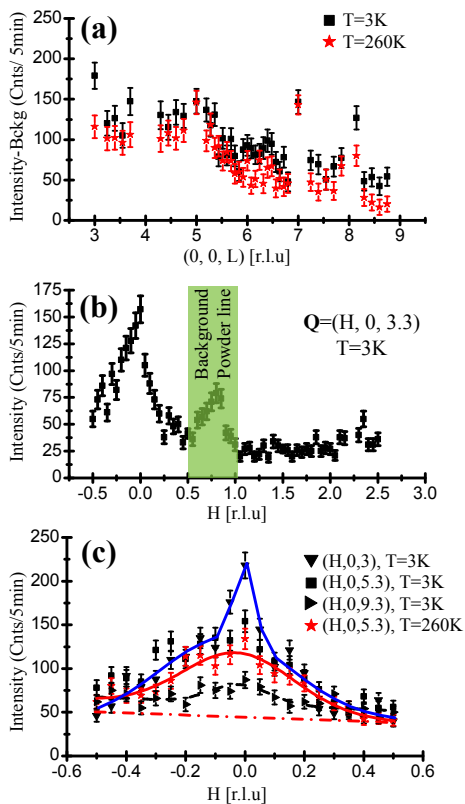 (a)
T=3K
T=260K
Intensity-Bckg (Cnts/ 5min)
250
200
150
100
50
0
3 4 5 6 7 8 9
(0, 0, L) [r.l.u]
(b)
Background
Powder line
Q=(H, 0, 3.3)
T=3K
Intensity (Cnts/5min)
175
150
125
100
75
50
25
0
-0.5 0.0 0.5 1.0 1.5 2.0 2.5 3.0
H [r.l.u]
(c)
(H,0,3), T=3K
(H,0,5.3), T=3K
(H,0,9.3), T=3K
(H,0,5.3), T=260K
Intensity (Cnts/5min)
250
200
150
100
50
0
-0.6 -0.4 -0.2 0.0 0.2 0.4 0.6
H [r.l.u]